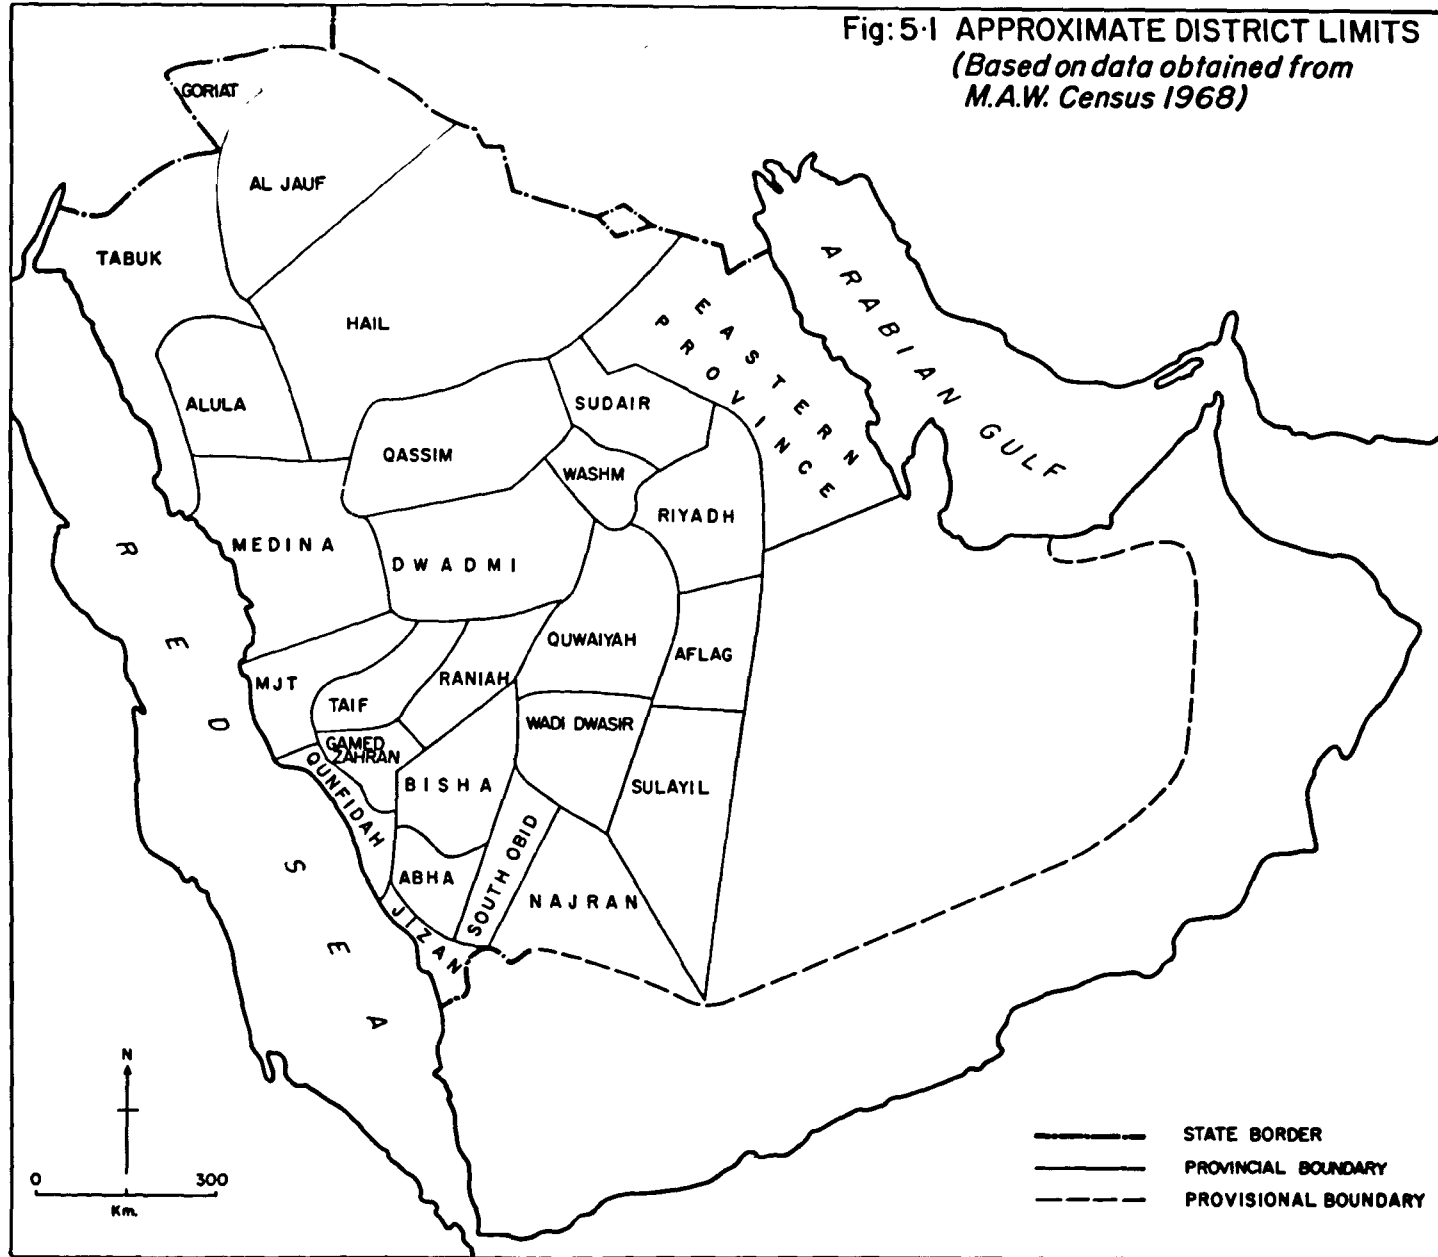 Fig: 5·1 APPROXIMATE DISTRICT LIMITS
(Based on data obtained from
M.A.W. Census 1968)
GORIAT
AL JAUF
TABUK
HAIL
ALULA
QASSIM
SUDAIR
WASHM
EASTERN
PROVINCE
ARABIAN GULF
RIYADH
MEDINA
DWADMI
RED SEA
QUWAIYAH
AFLAG
MJT
TAIF
RANIAH
GAMED
ZAHRAN
WADI DWASIR
QUNFIDAH
BISHA
SULAYIL
ABHA
SOUTH OBID
NAJRAN
JIZAN
N
0 300
Km.
STATE BORDER
PROVINCIAL BOUNDARY
PROVISIONAL BOUNDARY